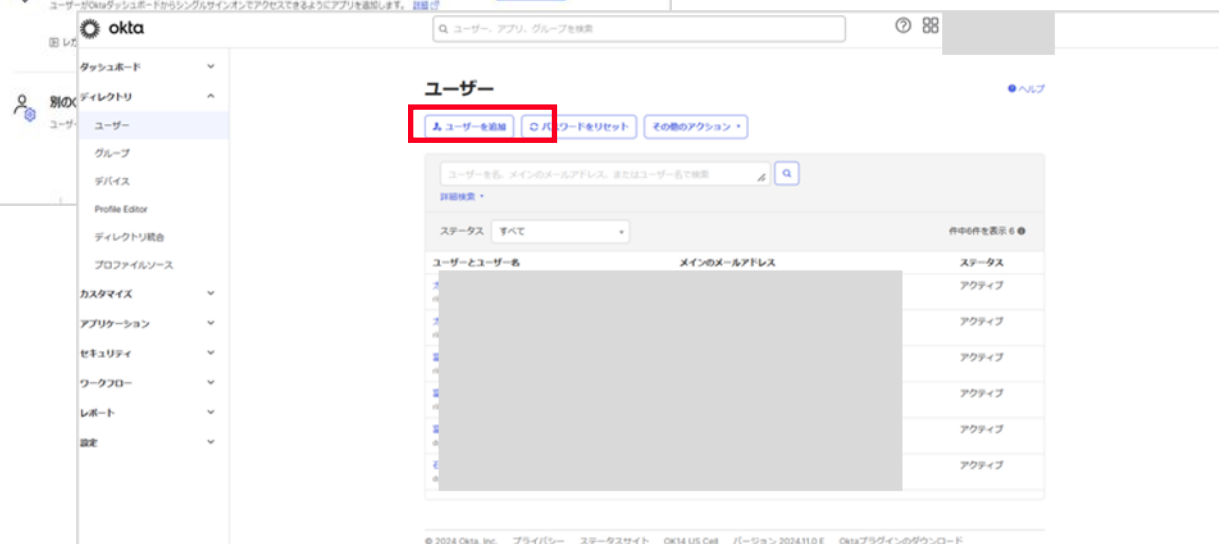 ユーザーがOktaダッシュボードからシングルサインオンでアクセスできるようにアプリを追加します。 詳細
okta
ユーザー、アプリ、グループを検索
ダッシュボード
別の
ディレクトリ
ユーザー
ヘルプ
ユーザー
ユーザーを追加
パスワードをリセット
その他のアクション
グループ
デバイス
ユーザーを名、メインのメールアドレス、またはユーザー名で検索
詳細検索
Profile Editor
ディレクトリ統合
ステータス すべて
件中6件を表示 6
プロファイルソース
ユーザーとユーザー名 メインのメールアドレス ステータス
カスタマイズ
アクティブ
アプリケーション
アクティブ
セキュリティ
アクティブ
ワークフロー
アクティブ
レポート
アクティブ
設定
アクティブ
© 2024 Okta, Inc. プライバシー ステータスサイト OK14 US Cell バージョン 2024.11.0 E Oktaプラグインのダウンロード